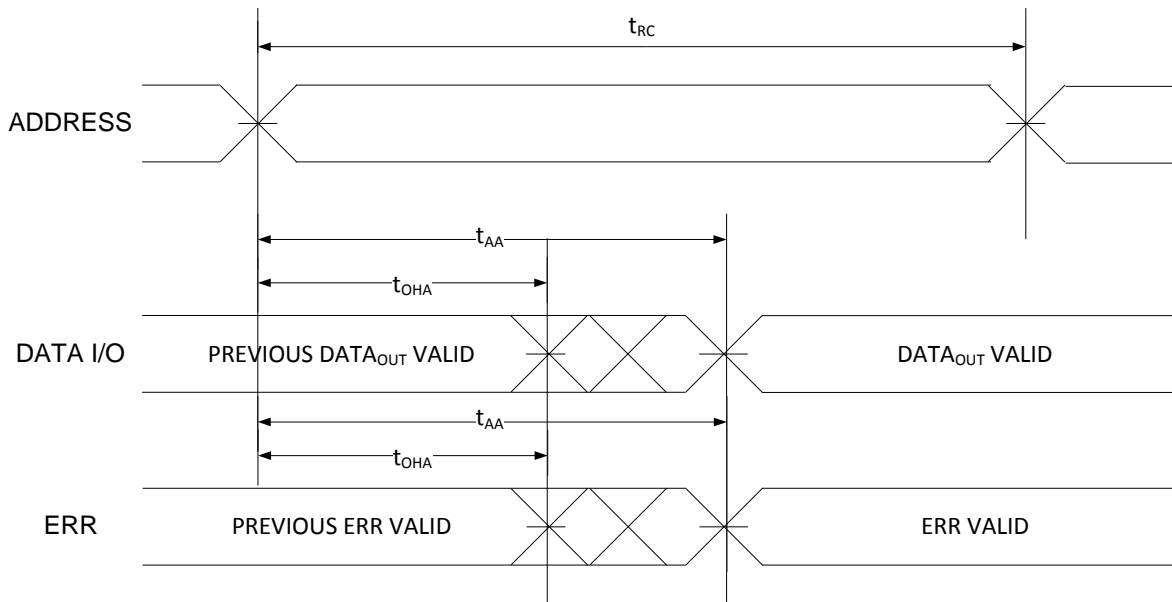 tRC
ADDRESS
tAA
tOHA
DATA I/O
PREVIOUS DATAOUT VALID
DATAOUT VALID
tAA
tOHA
ERR
PREVIOUS ERR VALID
ERR VALID